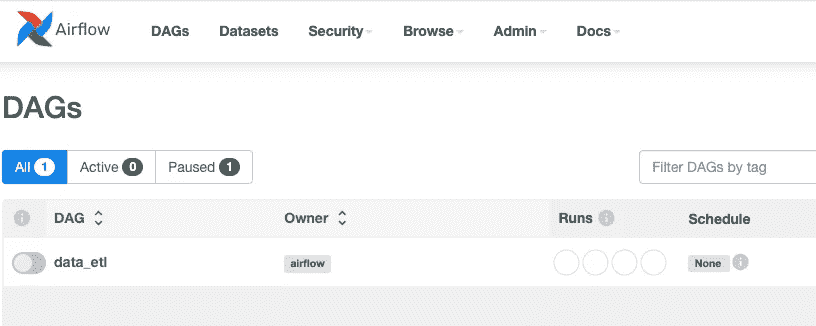 Airflow DAGs Datasets Security Browse Admin Docs
DAGs
All 1 Active 0 Paused 1 Filter DAGs by tag
i DAG Owner Runs i Schedule
data_etl airflow None i